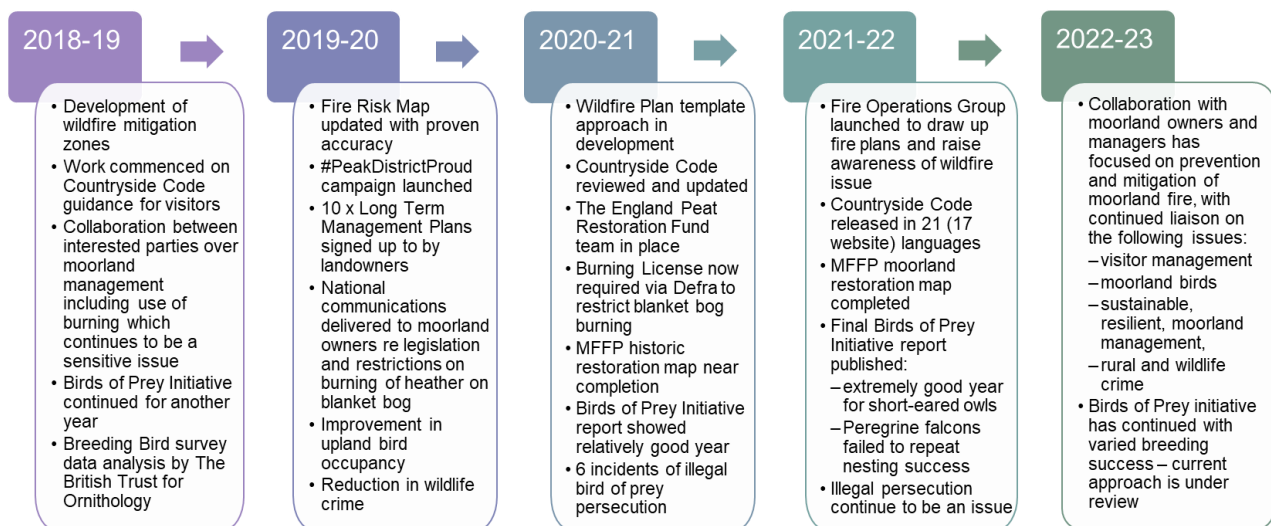 2018-19
• Development of
wildfire mitigation
zones
• Work commenced on
Countryside Code
guidance for visitors
• Collaboration between
interested parties over
moorland
management
including use of
burning which
continues to be a
sensitive issue
• Birds of Prey Initiative
continued for another
year
• Breeding Bird survey
data analysis by The
British Trust for
Ornithology
2019-20
• Fire Risk Map
updated with proven
accuracy
• #PeakDistrictProud
campaign launched
• 10 x Long Term
Management Plans
signed up to by
landowners
• National
communications
delivered to moorland
owners re legislation
and restrictions on
burning of heather on
blanket bog
• Improvement in
upland bird
occupancy
• Reduction in wildlife
crime
2020-21
• Wildfire Plan template
approach in
development
• Countryside Code
reviewed and updated
• The England Peat
Restoration Fund
team in place
• Burning License now
required via Defra to
restrict blanket bog
burning
• MFFP historic
restoration map near
completion
• Birds of Prey Initiative
report showed
relatively good year
• 6 incidents of illegal
bird of prey
persecution
2021-22
• Fire Operations Group
launched to draw up
fire plans and raise
awareness of wildfire
issue
• Countryside Code
released in 21 (17
website) languages
• MFFP moorland
restoration map
completed
• Final Birds of Prey
Initiative report
published:
– extremely good year
for short-eared owls
– Peregrine falcons
failed to repeat
nesting success
• Illegal persecution
continue to be an issue
2022-23
• Collaboration with
moorland owners and
managers has
focused on prevention
and mitigation of
moorland fire, with
continued liaison on
the following issues:
– visitor management
– moorland birds
– sustainable,
resilient, moorland
management,
– rural and wildlife
crime
• Birds of Prey initiative
has continued with
varied breeding
success – current
approach is under
review